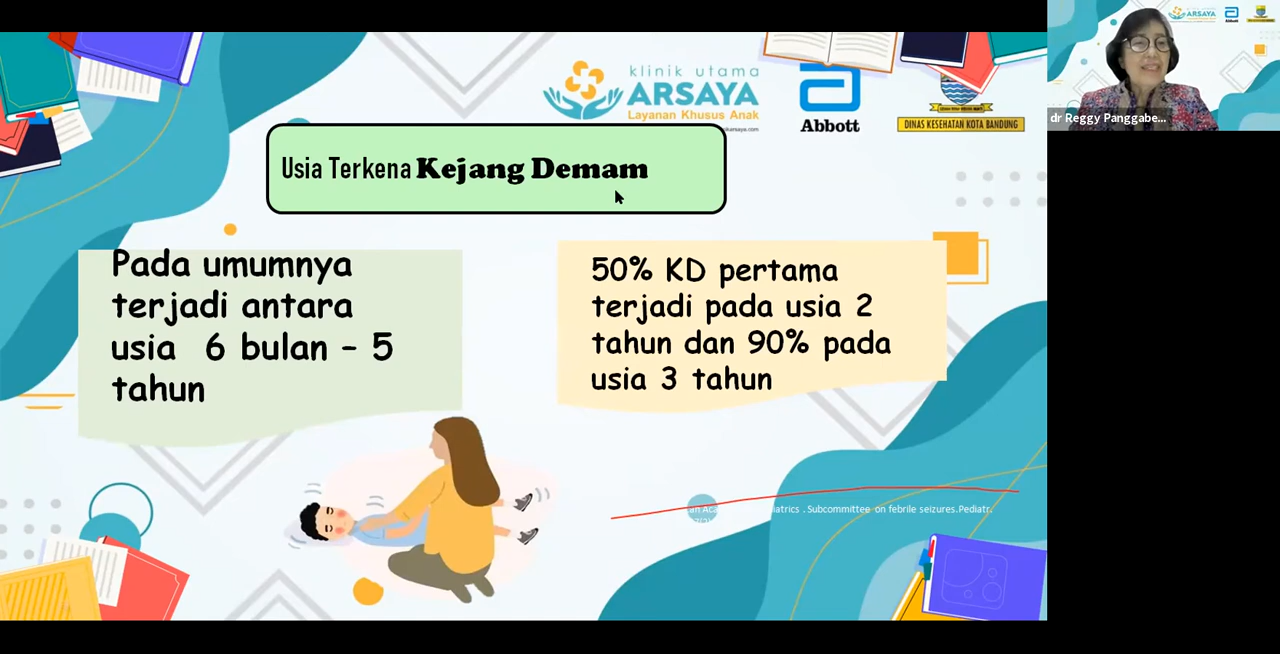 klinik utama
ARSAYA
Layanan Khusus Anak
Abbott
DINAS KESEHATAN KOTA BANDUNG
Usia Terkena Kejang Demam
Pada umumnya
terjadi antara
usia 6 bulan – 5
tahun
50% KD pertama
terjadi pada usia 2
tahun dan 90% pada
usia 3 tahun
. Subcommittee on febrile seizures.Pediatr.
ARSAYA
Abbott
dr Reggy Panggabe...